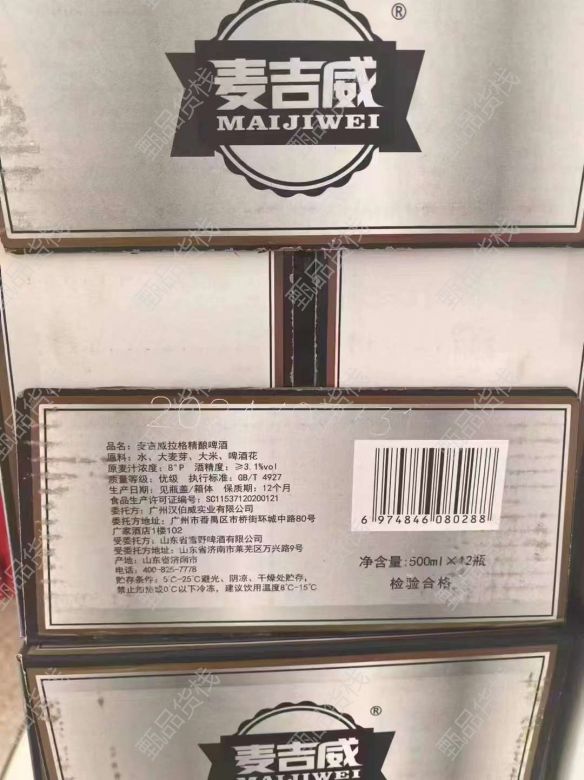 ®
麦吉威
MAIJIWEI
品名：麦吉威拉格精酿啤酒
原料：水、大麦芽、大米、啤酒花
原麦汁浓度：8°P 酒精度：≥3.1%vol
质量等级：优级 执行标准：GB/T 4927
生产日期：见瓶盖/箱体 保质期：12个月
食品生产许可证编号：SC11537120200121
委托方：广州汉伯威实业有限公司
委托方地址：广州市番禺区市桥街环城中路80号
广家酒店1楼102
受委托方：山东省雪野啤酒有限公司
受委托方地址：山东省济南市莱芜区万兴路9号
产地：山东省济南市
电话：400-825-7778
贮存条件：5℃-25℃避光、阴凉、干燥处贮存，
禁止抛掷或0℃以下冷冻，建议饮用温度8℃-15℃
6 974846 080288
净含量：500ml×12瓶
检验合格
®
麦吉威
MAIJIWEI
甄品货栈